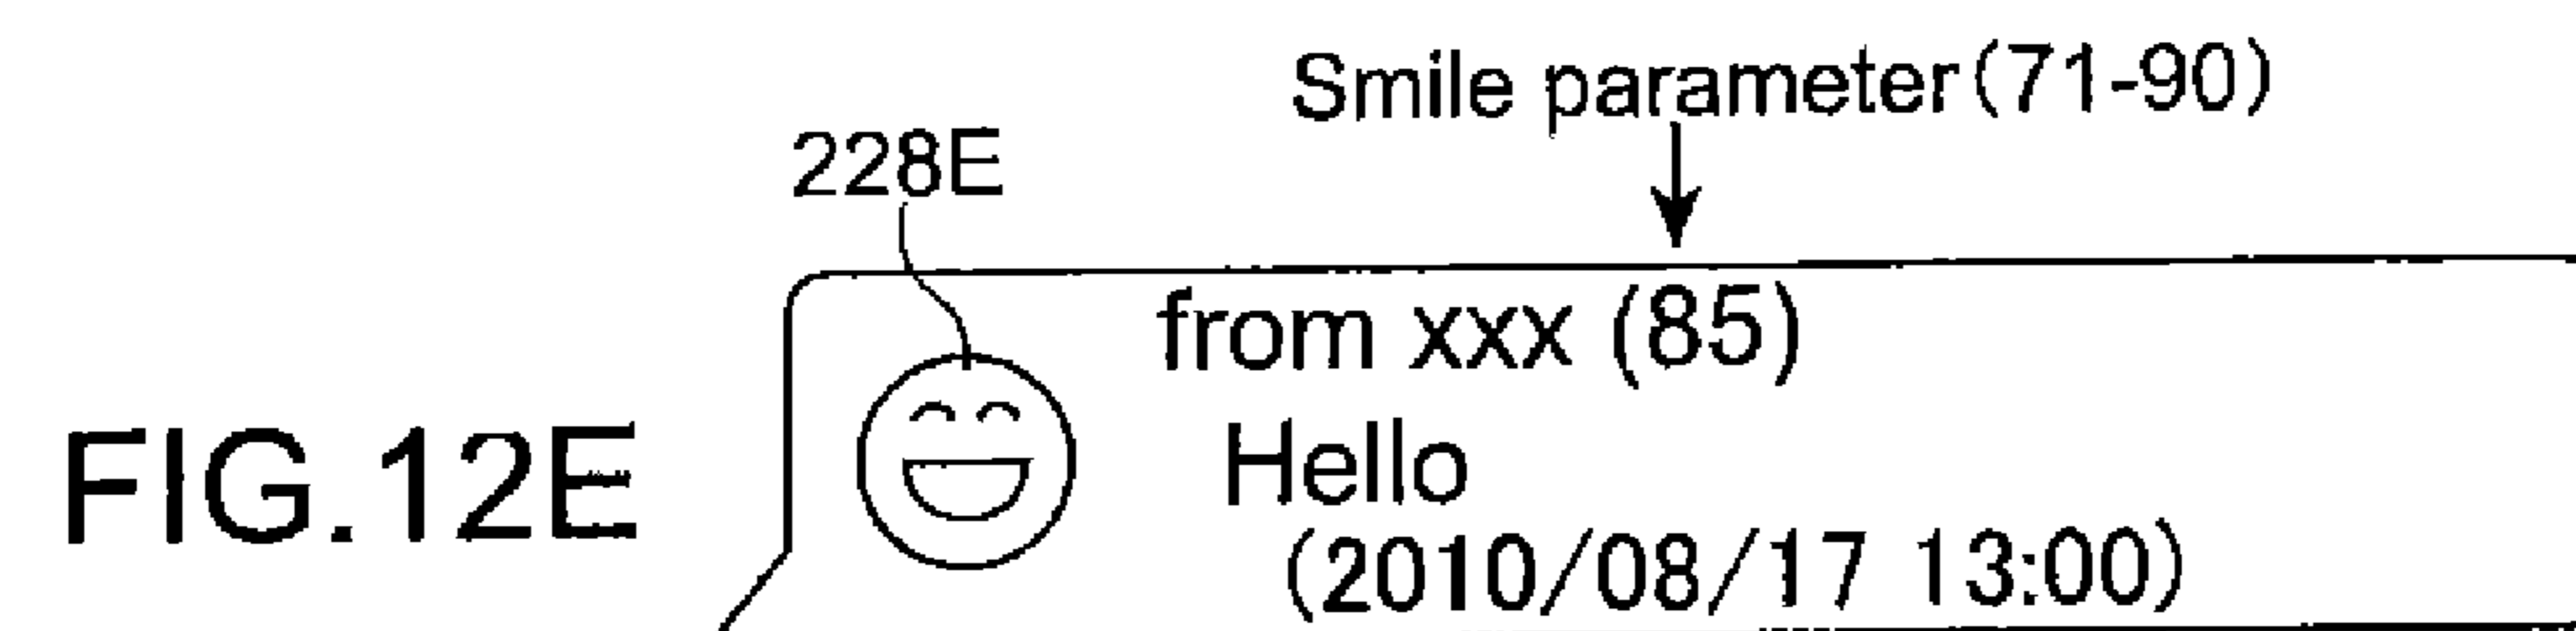 Smile parameter(71-90)
228E
from xxx (85)
Hello
FIG.12E
(2010/08/17 13:00)